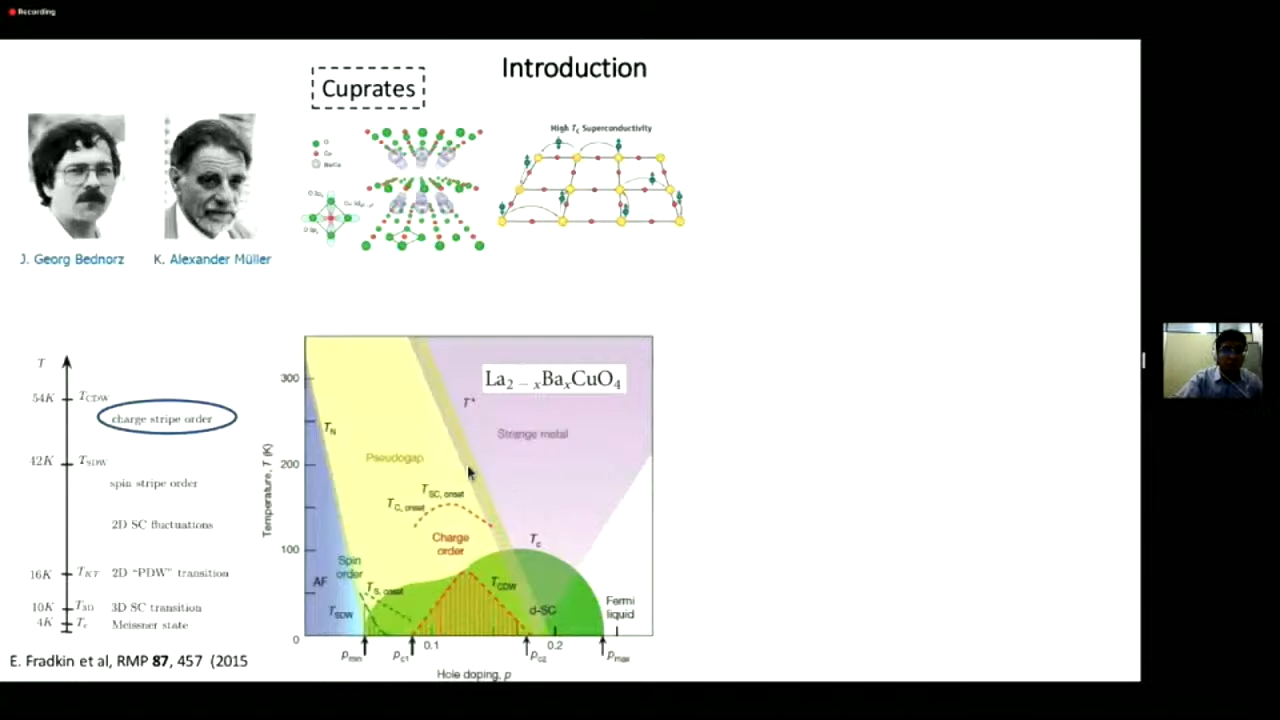 Recording
Introduction
Cuprates
High Tc Superconductivity
O
Cu
J. Georg Bednorz
K. Alexander Müller
T
54K
TCDW
charge stripe order
42K
TSDW
spin stripe order
2D SC fluctuations
16K
TKT
2D "PDW" transition
10K
T3D
3D SC transition
4K
Tc
Meissner state
E. Fradkin et al, RMP 87, 457 (2015
La2 − xBaxCuO4
300
T*
TN
Strange metal
Pseudogap
200
Temperature, T (K)
TSC, onset
TC, onset
Charge
order
Tc
100
Spin
order
AF
TS, onset
TCDW
TSDW
d-SC
Fermi
liquid
0
0.1
0.2
pmin
pc1
pc2
pmax
Hole doping, p